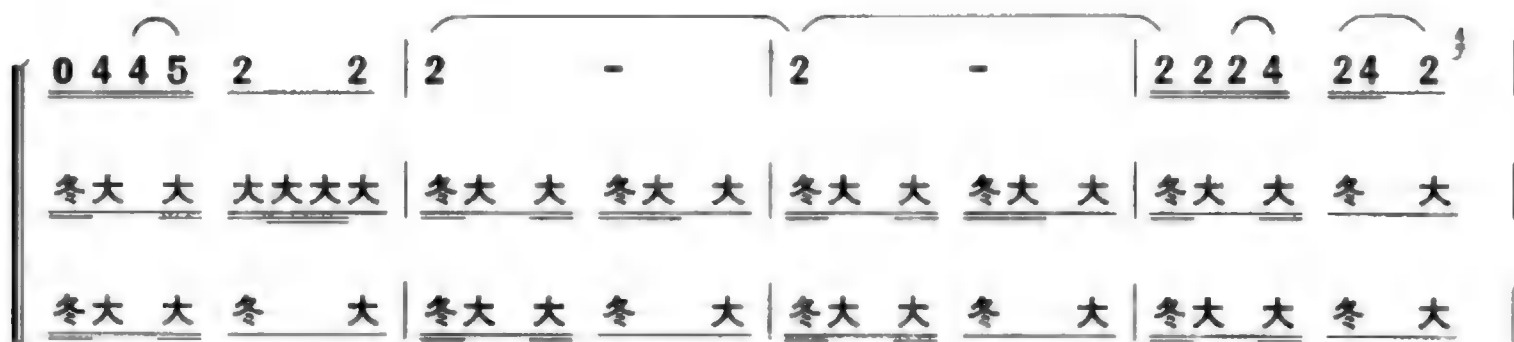 0 4 4 5 2 2 | 2 - | 2 - | 2 2 2 4 2 4 2 |
冬大 大 大大大大 | 冬大 大 冬大 大 | 冬大 大 冬大 大 | 冬大 大 冬 大 |
冬大 大 冬 大 | 冬大 大 冬 大 | 冬大 大 冬 大 | 冬大 大 冬 大 |